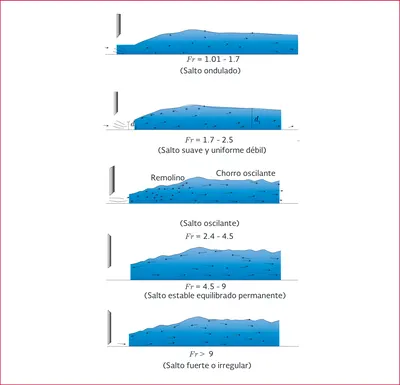 Fr = 1.01 - 1.7
(Salto ondulado)
d
Fr = 1.7 - 2.5
(Salto suave y uniforme débil)
Remolino
Chorro oscilante
(Salto oscilante)
Fr = 2.4 - 4.5
Fr = 4.5 - 9
(Salto estable equilibrado permanente)
Fr > 9
(Salto fuerte o irregular)